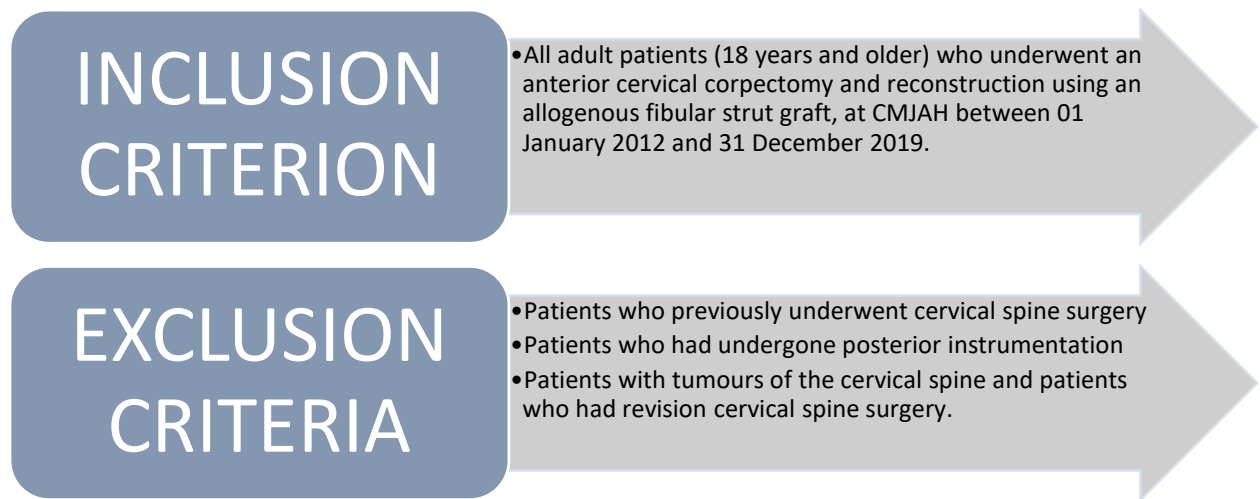 INCLUSION
CRITERION
•All adult patients (18 years and older) who underwent an
anterior cervical corpectomy and reconstruction using an
allogenous fibular strut graft, at CMJAH between 01
January 2012 and 31 December 2019.
EXCLUSION
CRITERIA
•Patients who previously underwent cervical spine surgery
•Patients who had undergone posterior instrumentation
•Patients with tumours of the cervical spine and patients
who had revision cervical spine surgery.